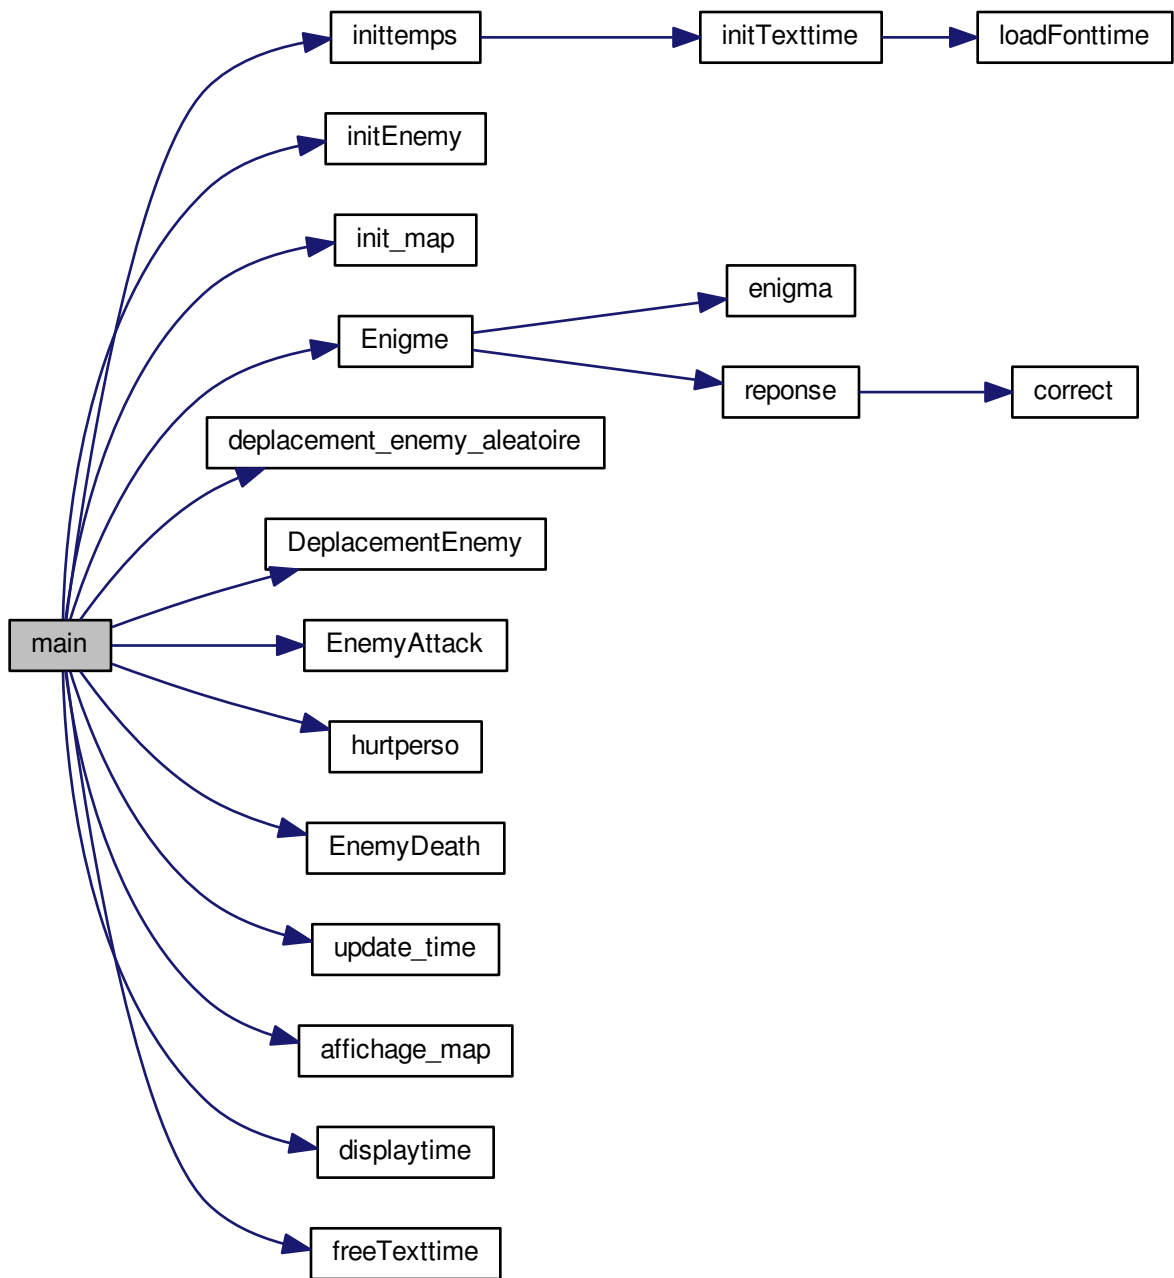 inittemps
initTexttime
loadFonttime
initEnemy
init_map
enigma
Enigme
reponse
correct
deplacement_enemy_aleatoire
DeplacementEnemy
main
EnemyAttack
hurtperso
EnemyDeath
update_time
affichage_map
displaytime
freeTexttime